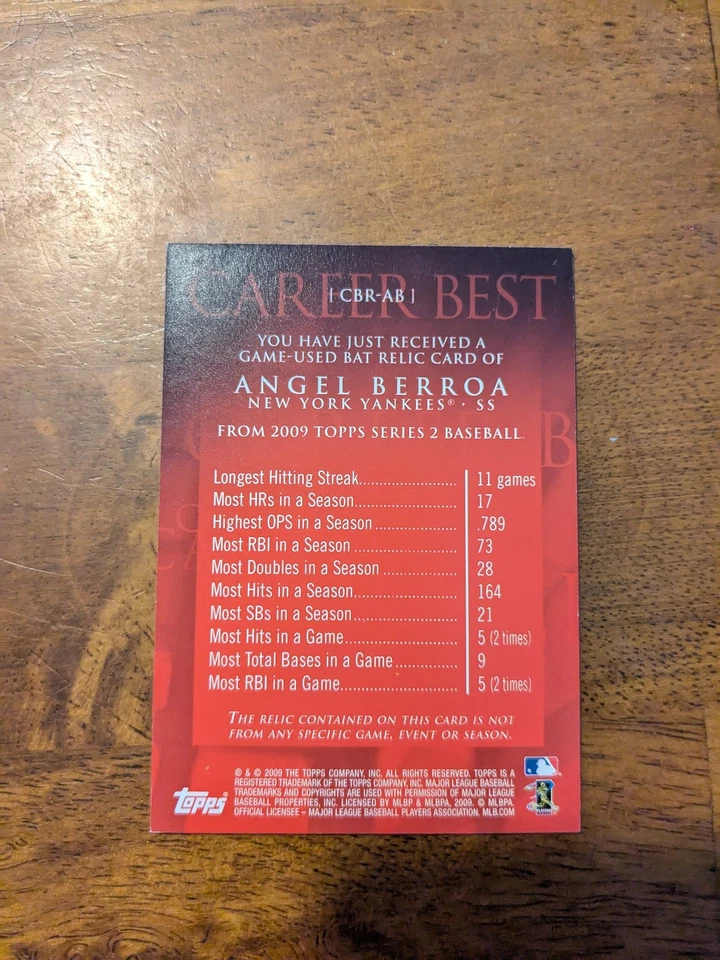 CAREER BEST
[ CBR-AB ]
YOU HAVE JUST RECEIVED A
GAME-USED BAT RELIC CARD OF
ANGEL BERROA
NEW YORK YANKEES® · SS
FROM 2009 TOPPS SERIES 2 BASEBALL.
Longest Hitting Streak....................... 11 games
Most HRs in a Season........................ 17
Highest OPS in a Season................... .789
Most RBI in a Season ........................ 73
Most Doubles in a Season ................. 28
Most Hits in a Season........................ 164
Most SBs in a Season........................ 21
Most Hits in a Game.......................... 5 (2 times)
Most Total Bases in a Game.............. 9
Most RBI in a Game........................... 5 (2 times)
THE RELIC CONTAINED ON THIS CARD IS NOT
FROM ANY SPECIFIC GAME, EVENT OR SEASON.
® & © 2009 THE TOPPS COMPANY, INC. ALL RIGHTS RESERVED. TOPPS IS A
REGISTERED TRADEMARK OF THE TOPPS COMPANY, INC. MAJOR LEAGUE BASEBALL
TRADEMARKS AND COPYRIGHTS ARE USED WITH PERMISSION OF MAJOR LEAGUE
BASEBALL PROPERTIES, INC. LICENSED BY MLBP & MLBPA, 2009. © MLBPA.
OFFICIAL LICENSEE – MAJOR LEAGUE BASEBALL PLAYERS ASSOCIATION. MLB.COM
topps